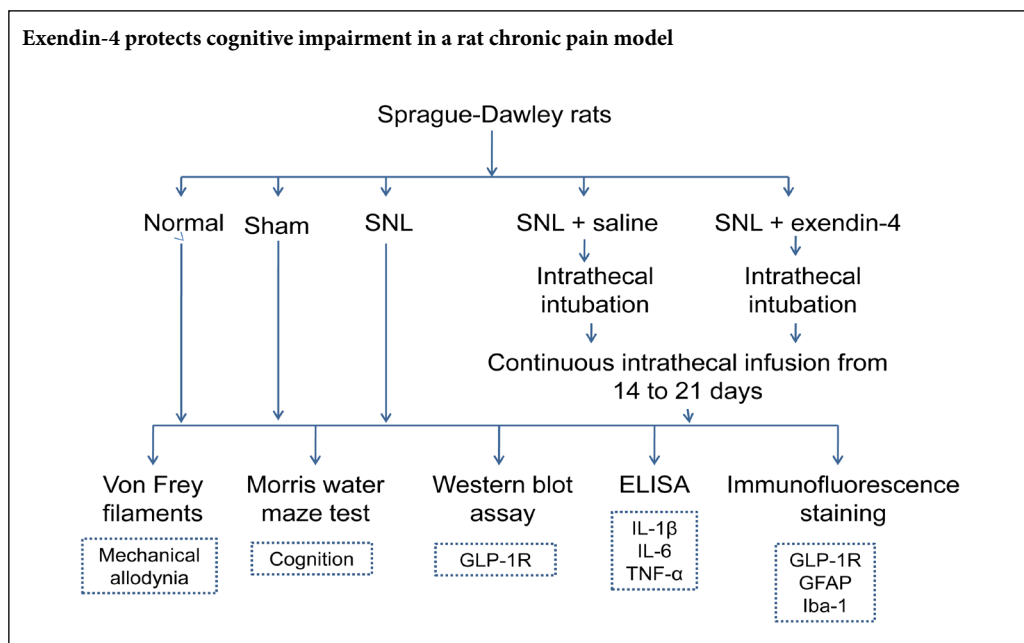 Exendin-4 protects cognitive impairment in a rat chronic pain model
Sprague-Dawley rats
Normal
Sham
SNL
SNL + saline
SNL + exendin-4
Intrathecal
intubation
Intrathecal
intubation
Continuous intrathecal infusion from
14 to 21 days
Von Frey
filaments
Mechanical
allodynia
Morris water
maze test
Cognition
Western blot
assay
GLP-1R
ELISA
IL-1β
IL-6
TNF-α
Immunofluorescence
staining
GLP-1R
GFAP
Iba-1